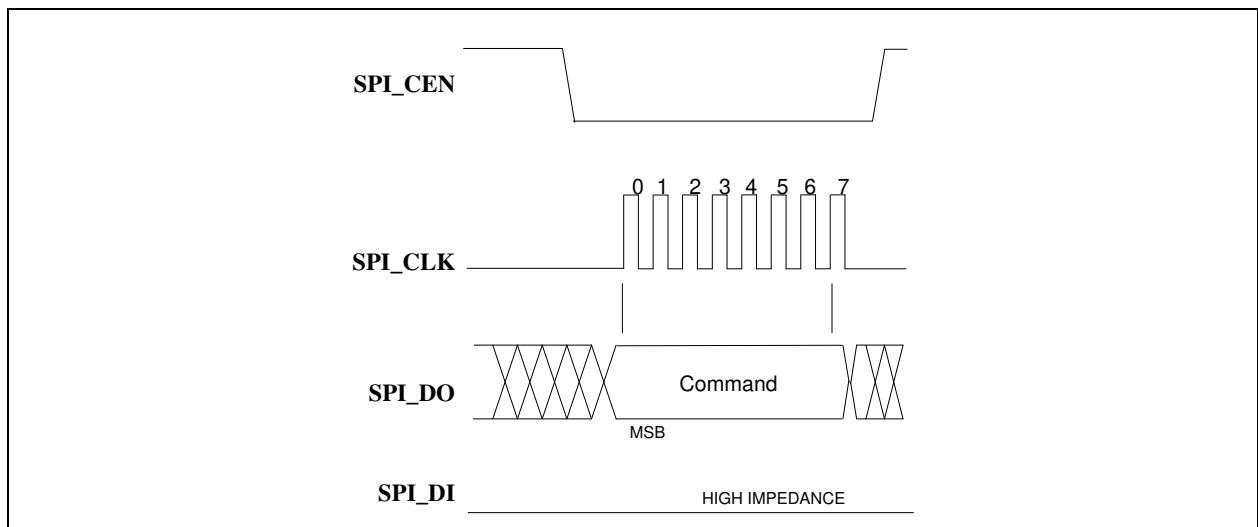 SPI_CEN
0 1 2 3 4 5 6 7
SPI_CLK
Command
SPI_DO
MSB
SPI_DI
HIGH IMPEDANCE